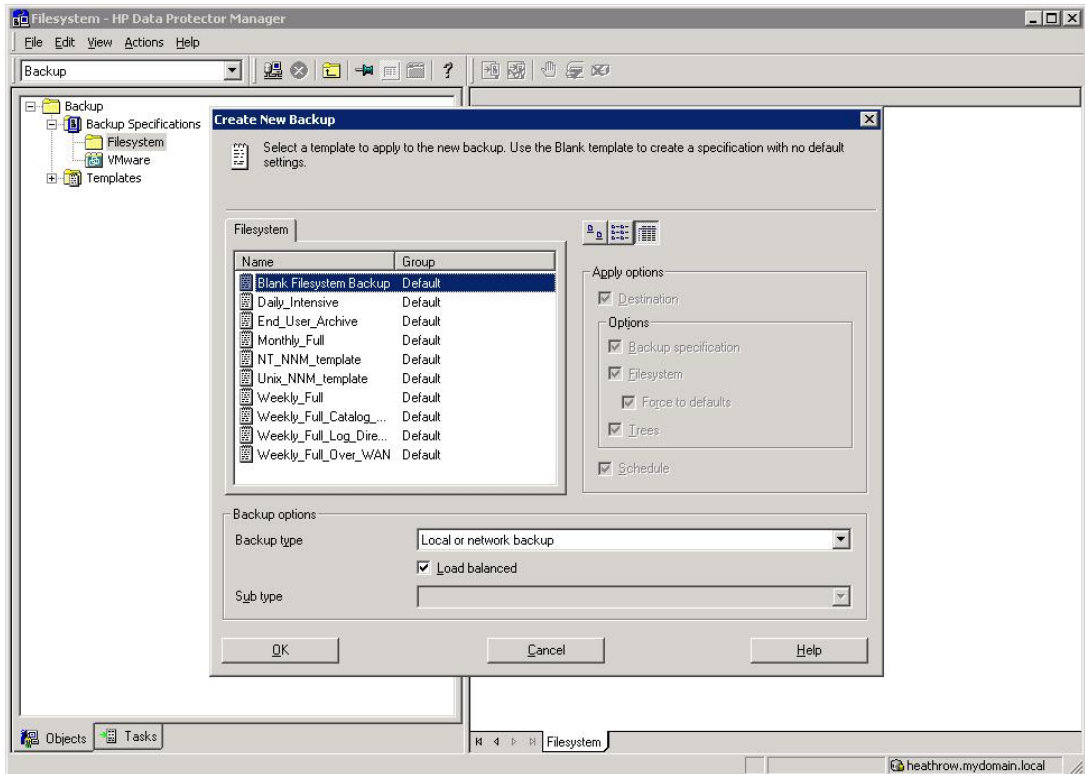 Filesystem - HP Data Protector Manager
File Edit View Actions Help
Backup
Backup
Backup Specifications
Filesystem
VMware
Templates
Create New Backup
Select a template to apply to the new backup. Use the Blank template to create a specification with no default
settings.
Filesystem
Name Group
Blank Filesystem Backup Default
Daily_Intensive Default
End_User_Archive Default
Monthly_Full Default
NT_NNM_template Default
Unix_NNM_template Default
Weekly_Full Default
Weekly_Full_Catalog_... Default
Weekly_Full_Log_Dire... Default
Weekly_Full_Over_WAN Default
Apply options
Destination
Options
Backup specification
Filesystem
Force to defaults
Trees
Schedule
Backup options
Backup type Local or network backup
Load balanced
Sub type
OK Cancel Help
Objects Tasks
Filesystem
heathrow.mydomain.local